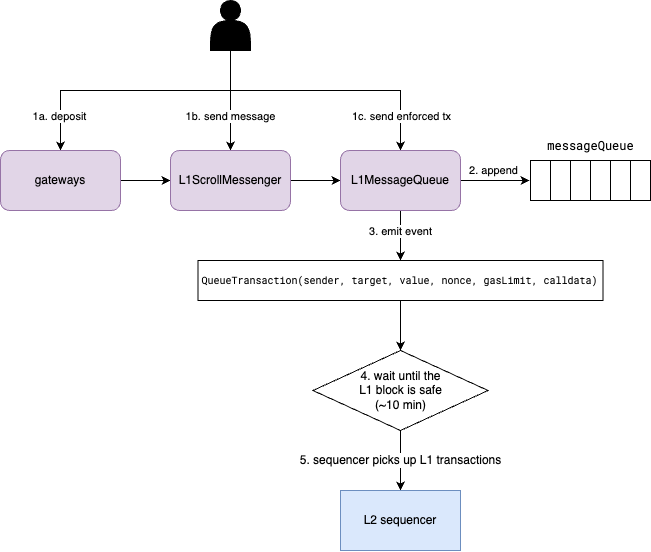 1a. deposit
1b. send message
1c. send enforced tx
gateways
L1ScrollMessenger
L1MessageQueue
2. append
messageQueue
3. emit event
QueueTransaction(sender, target, value, nonce, gasLimit, calldata)
4. wait until the
L1 block is safe
(~10 min)
5. sequencer picks up L1 transactions
L2 sequencer